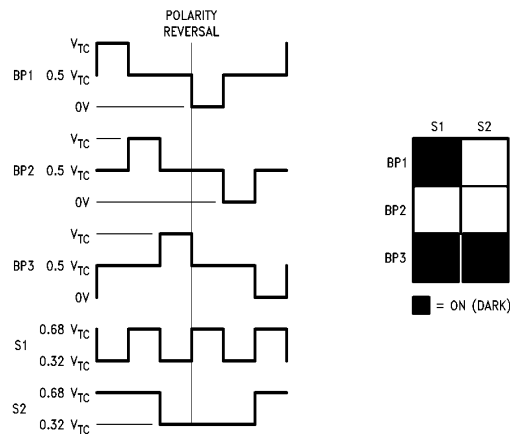 POLARITY
REVERSAL
V_TC
BP1 0.5 V_TC
0V
V_TC
BP2 0.5 V_TC
0V
V_TC
BP3 0.5 V_TC
0V
0.68 V_TC
S1
0.32 V_TC
0.68 V_TC
S2
0.32 V_TC
S1 S2
BP1
BP2
BP3
= ON (DARK)